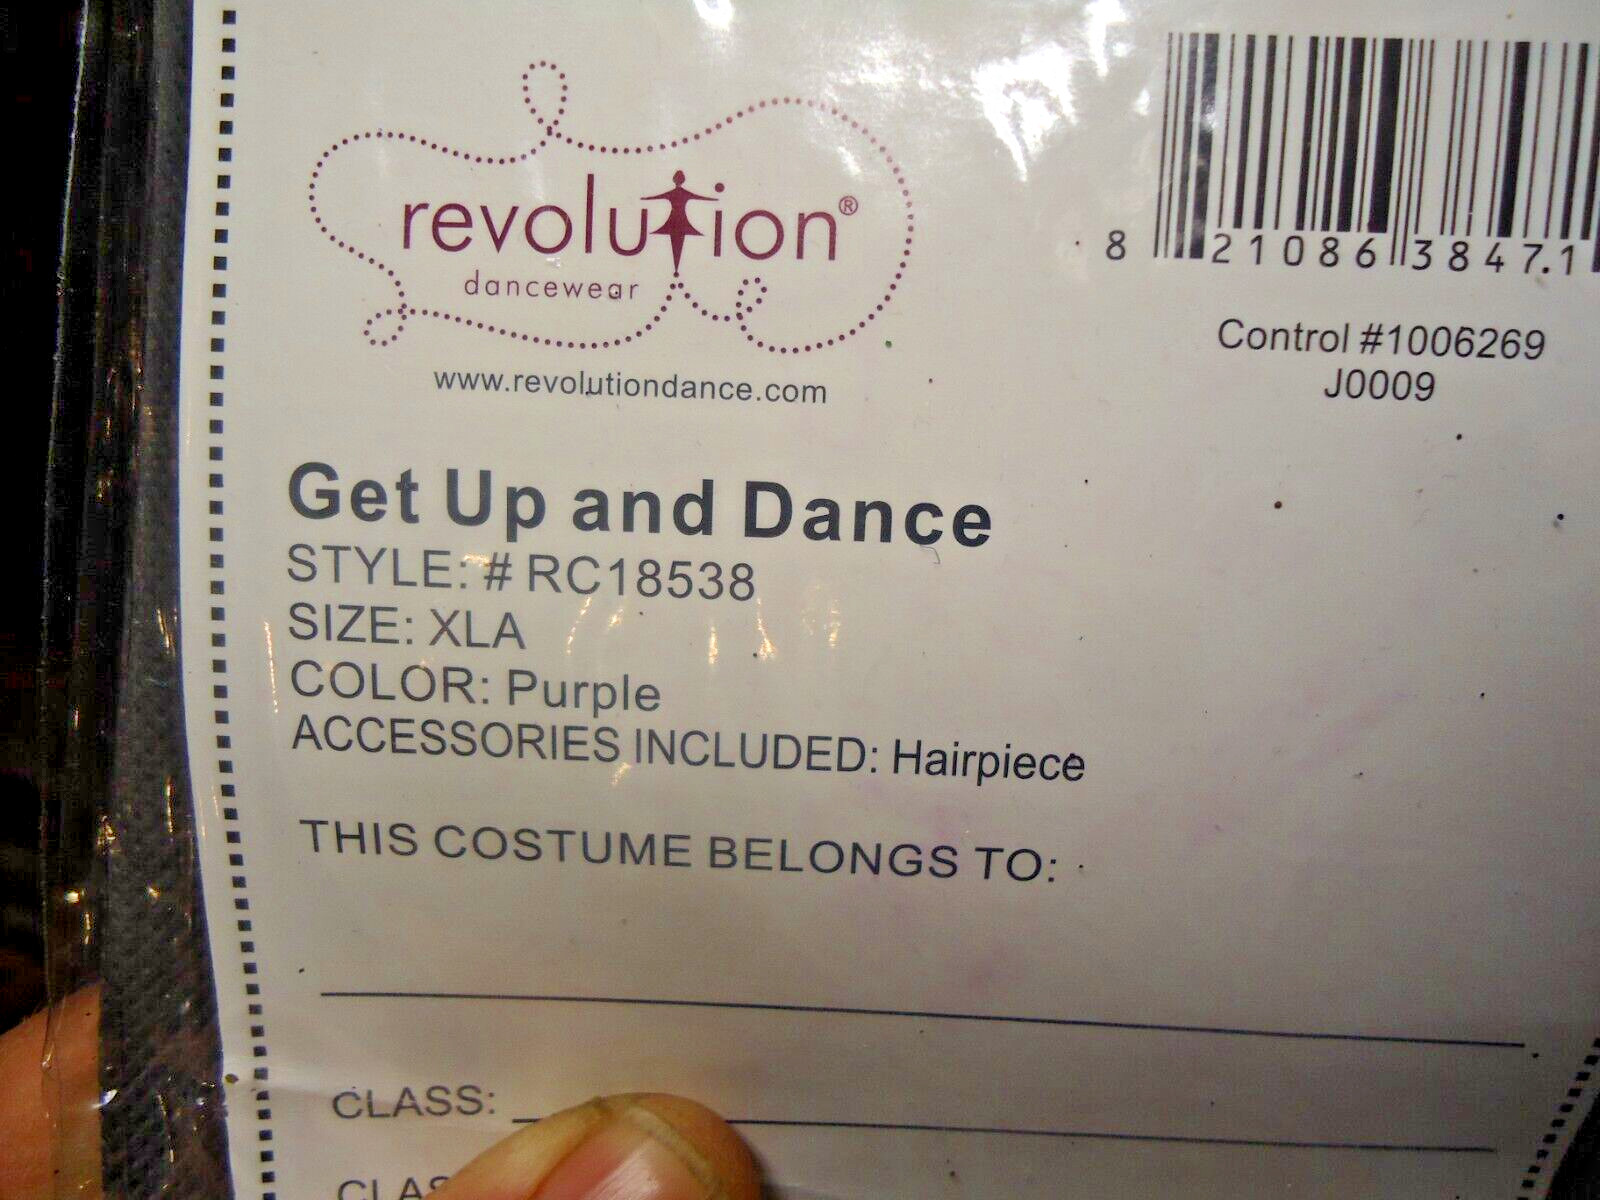 revolution®
dancewear
www.revolutiondance.com
8 21086 3847
Control #1006269
J0009
Get Up and Dance
STYLE: # RC18538
SIZE: XLA
COLOR: Purple
ACCESSORIES INCLUDED: Hairpiece
THIS COSTUME BELONGS TO:
CLASS: